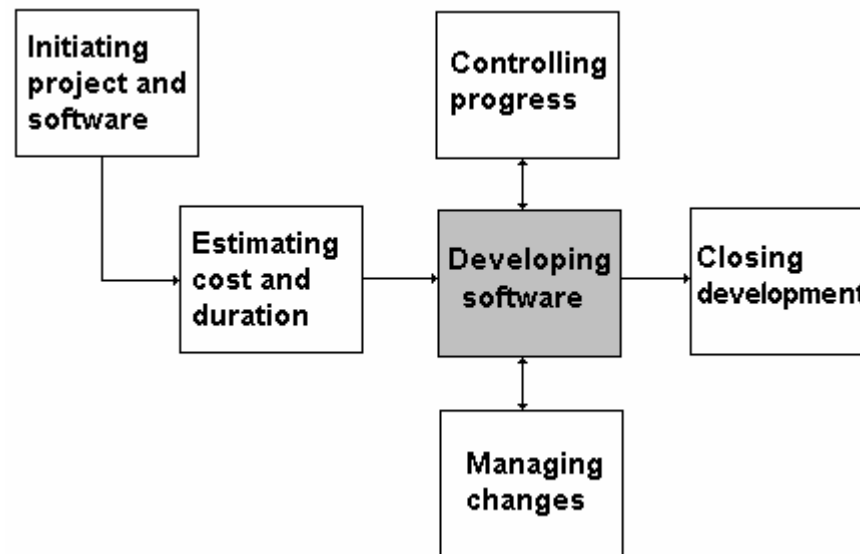 Initiating
project and
software
Controlling
progress
Estimating
cost and
duration
Developing
software
Closing
development
Managing
changes